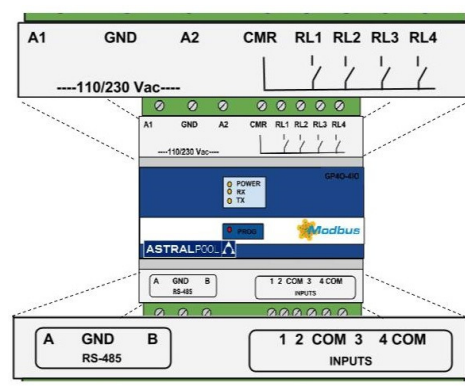 A1 GND A2 CMR RL1 RL2 RL3 RL4
----110/230 Vac----
A1 GND A2 CMR RL1 RL2 RL3 RL4
----110/230 Vac----
GP4O-4IO
POWER
RX
TX
PROG
Modbus
ASTRALPOOL
A GND B
RS-485
1 2 COM 3 4 COM
INPUTS
A GND B
RS-485
1 2 COM 3 4 COM
INPUTS